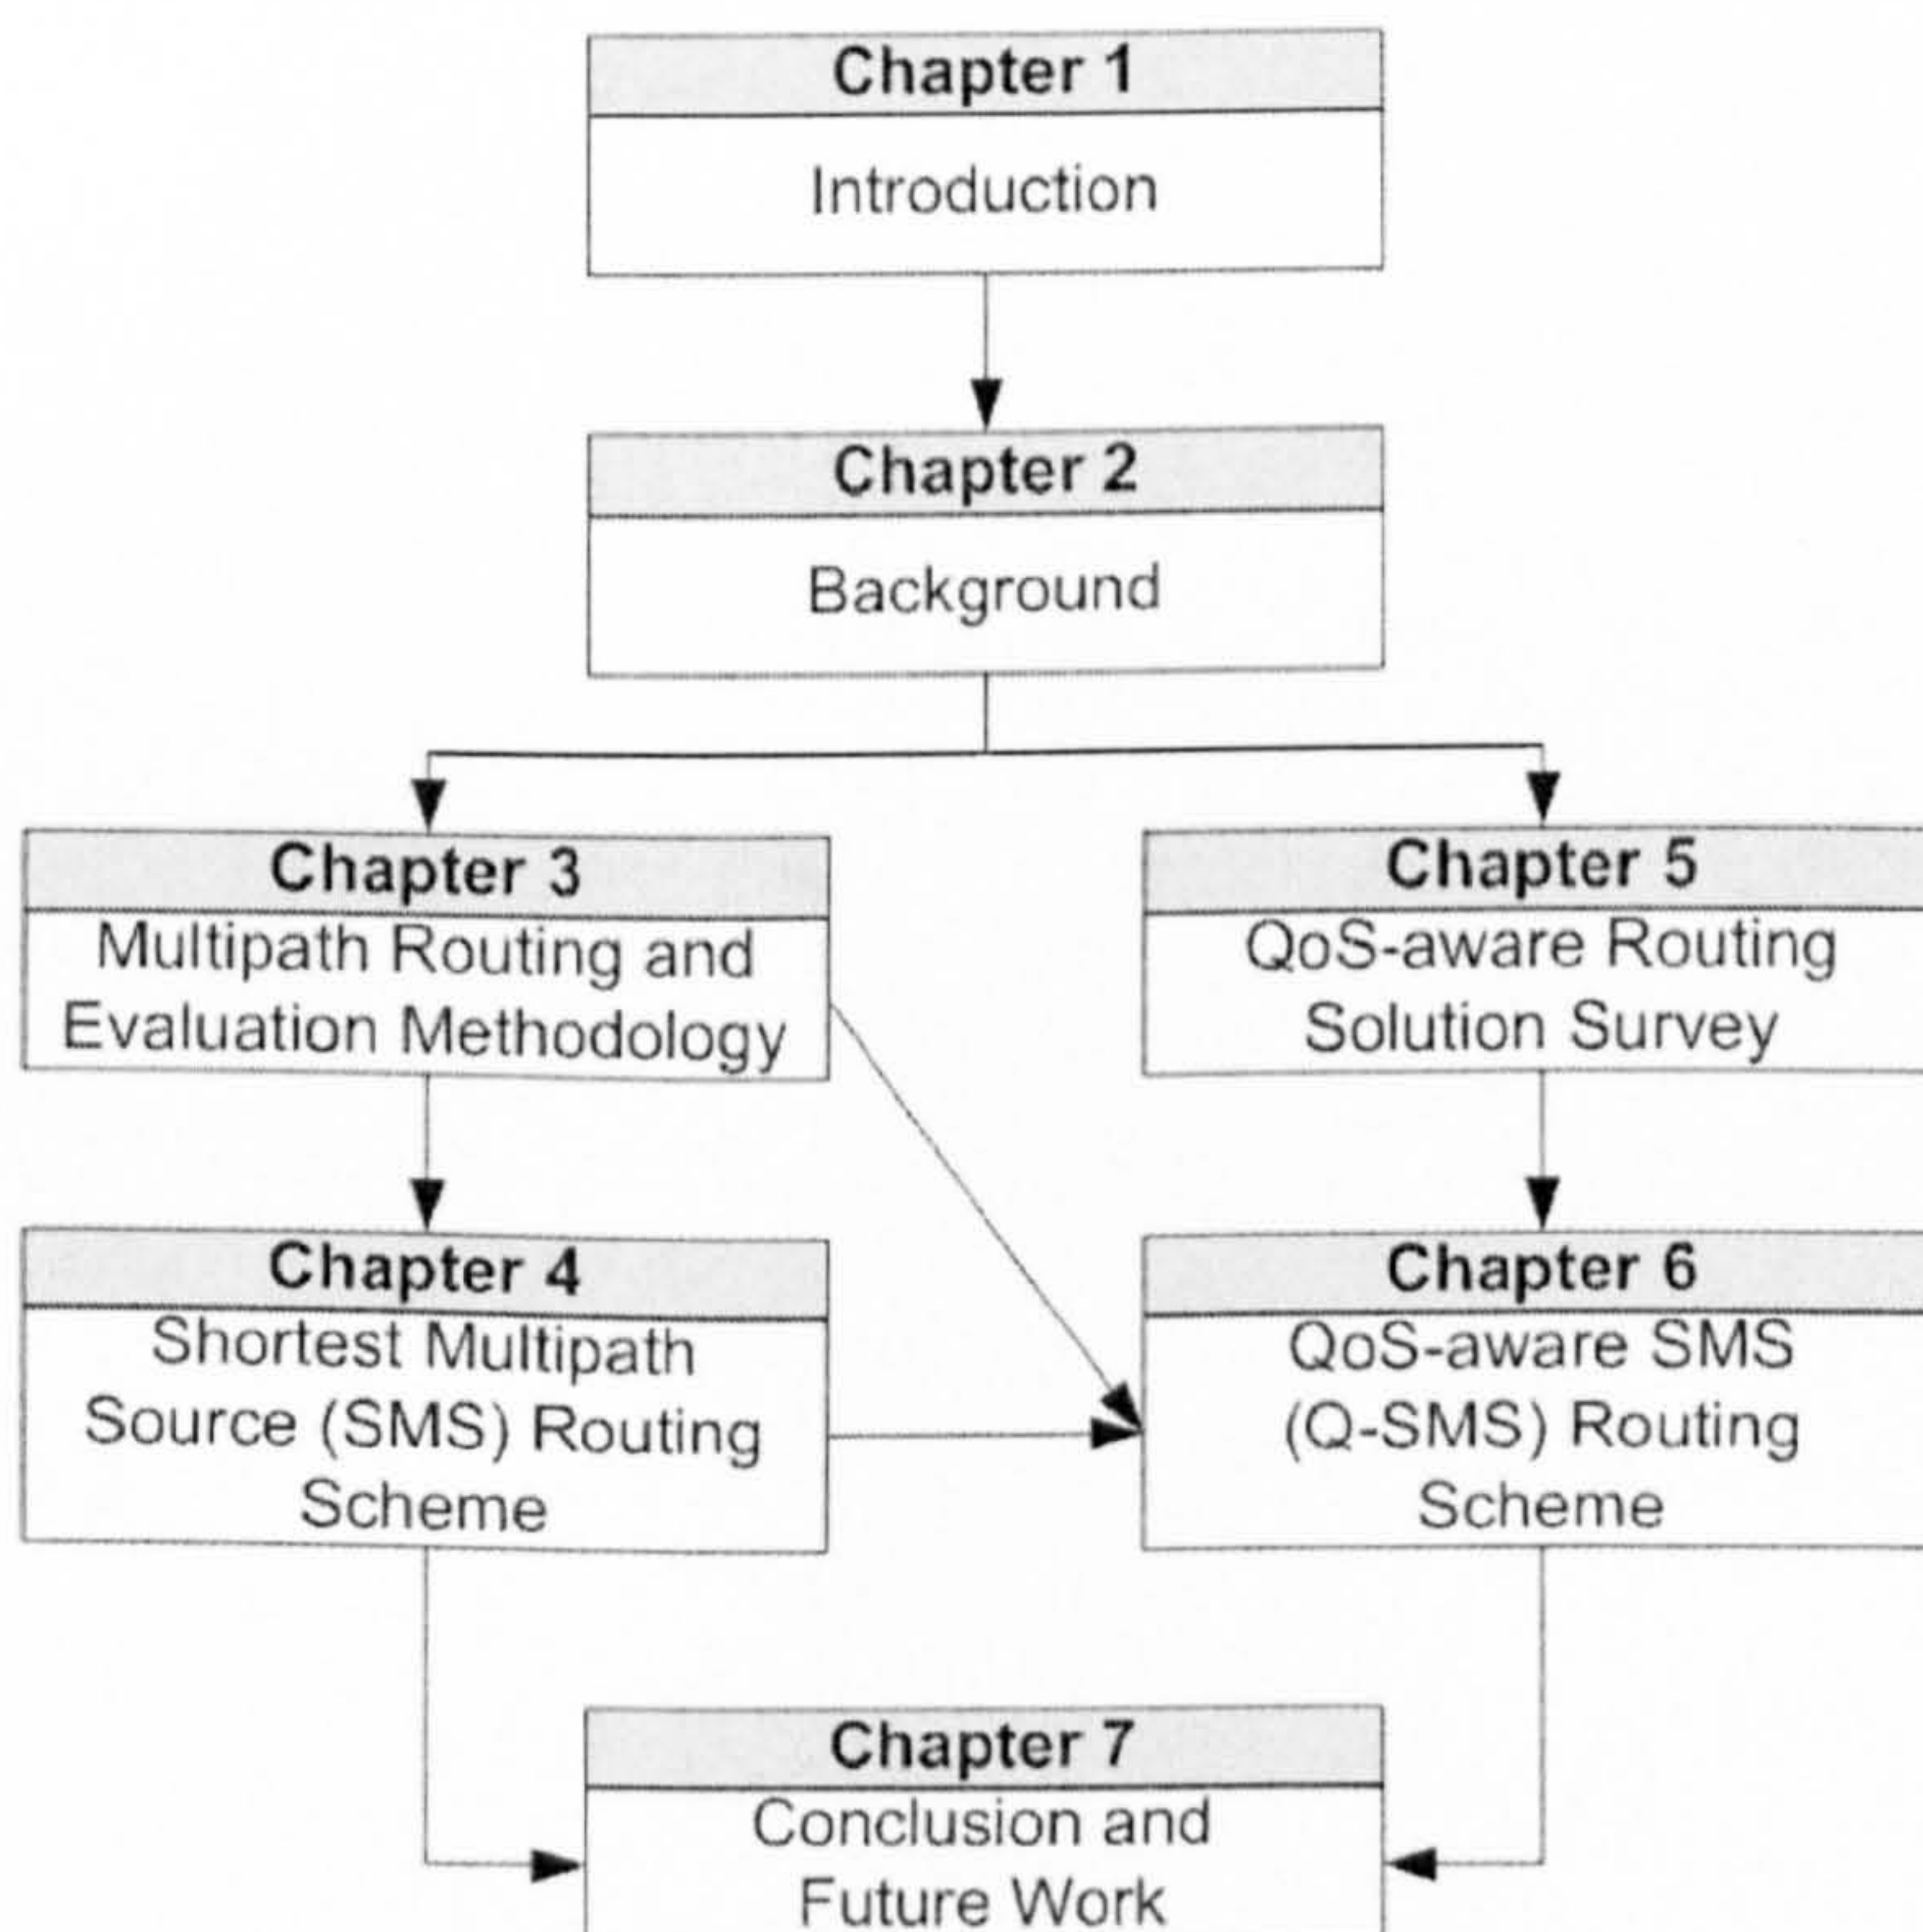 Chapter 1
Introduction
Chapter 2
Background
Chapter 3
Multipath Routing and
Evaluation Methodology
Chapter 5
QoS-aware Routing
Solution Survey
Chapter 4
Shortest Multipath
Source (SMS) Routing
Scheme
Chapter 6
QoS-aware SMS
(Q-SMS) Routing
Scheme
Chapter 7
Conclusion and
Future Work